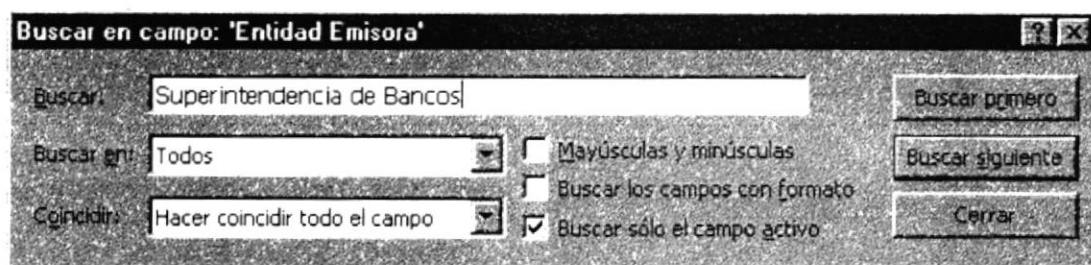 Buscar en campo: 'Entidad Emisora'
Buscar: Superintendencia de Bancos Buscar primero
Buscar en: Todos Mayúsculas y minúsculas Buscar siguiente
Buscar los campos con formato
Coincidir: Hacer coincidir todo el campo Buscar sólo el campo activo Cerrar